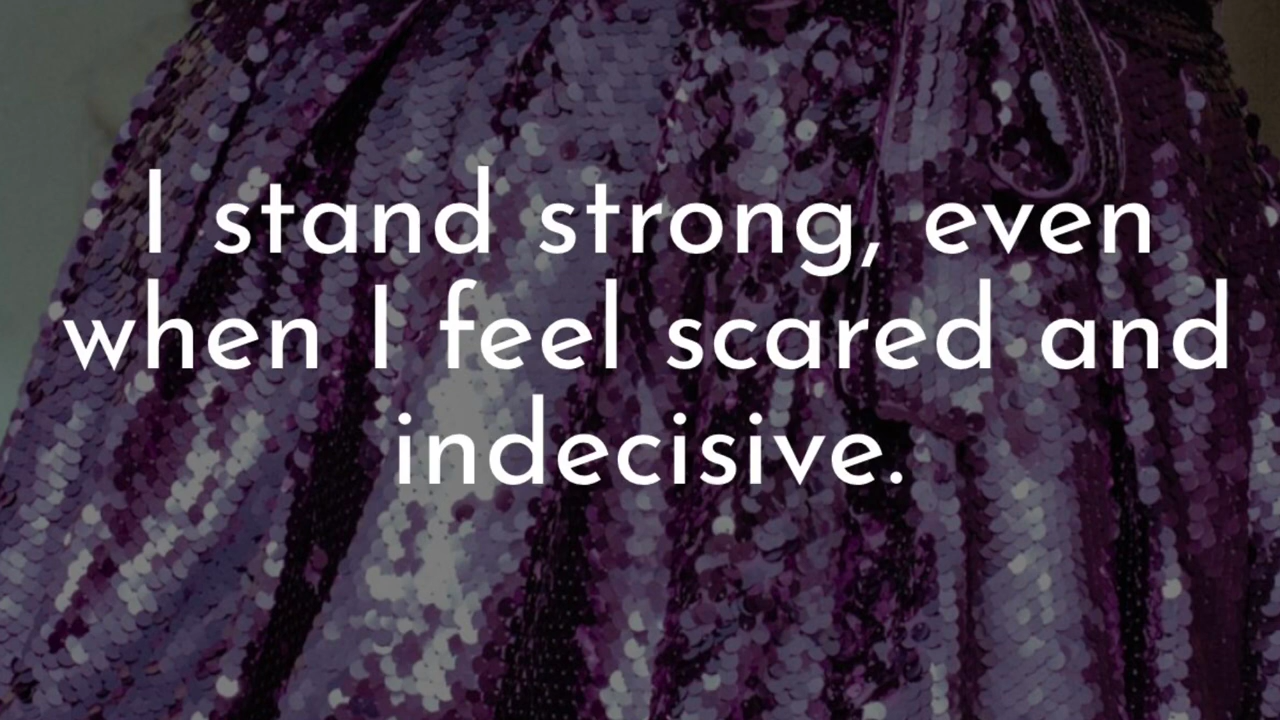 I stand strong, even
when I feel scared and
indecisive.